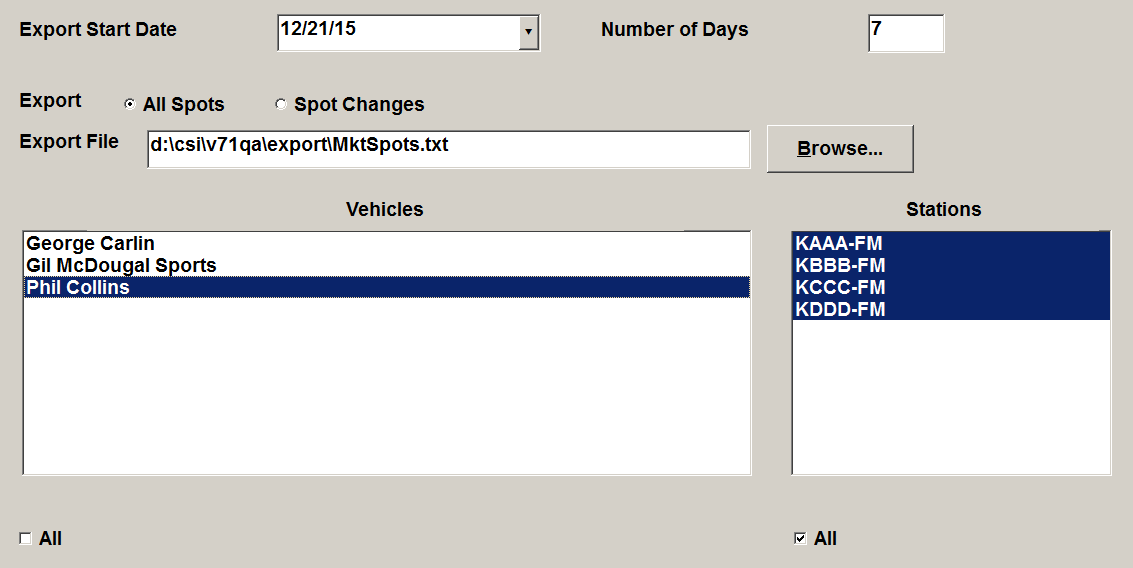 Export Start Date 12/21/15 Number of Days 7
Export All Spots Spot Changes
Export File d:\csi\v71qa\export\MktSpots.txt Browse...
Vehicles Stations
George Carlin KAAA-FM
Gil McDougal Sports KBBB-FM
Phil Collins KCCC-FM
KDDD-FM
All All